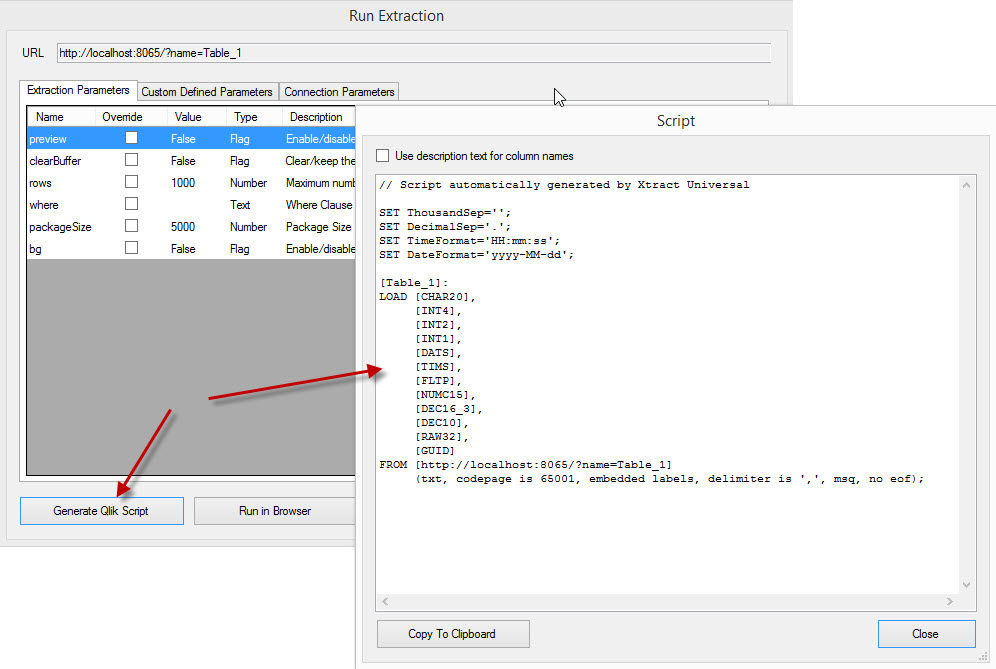 Run Extraction
URL http://localhost:8065/?name=Table_1
Extraction Parameters Custom Defined Parameters Connection Parameters
Name Override Value Type Description
preview False Flag Enable/disable
clearBuffer False Flag Clear/keep the
rows 1000 Number Maximum numb
where Text Where Clause
packageSize 5000 Number Package Size
bg False Flag Enable/disable
Generate Qlik Script Run in Browser
Script
Use description text for column names
// Script automatically generated by Xtract Universal
SET ThousandSep='';
SET DecimalSep='.';
SET TimeFormat='HH:mm:ss';
SET DateFormat='yyyy-MM-dd';
[Table_1]:
LOAD [CHAR20],
[INT4],
[INT2],
[INT1],
[DATS],
[TIMS],
[FLTP],
[NUMC15],
[DEC16_3],
[DEC10],
[RAW32],
[GUID]
FROM [http://localhost:8065/?name=Table_1]
(txt, codepage is 65001, embedded labels, delimiter is ',', msq, no eof);
Copy To Clipboard Close